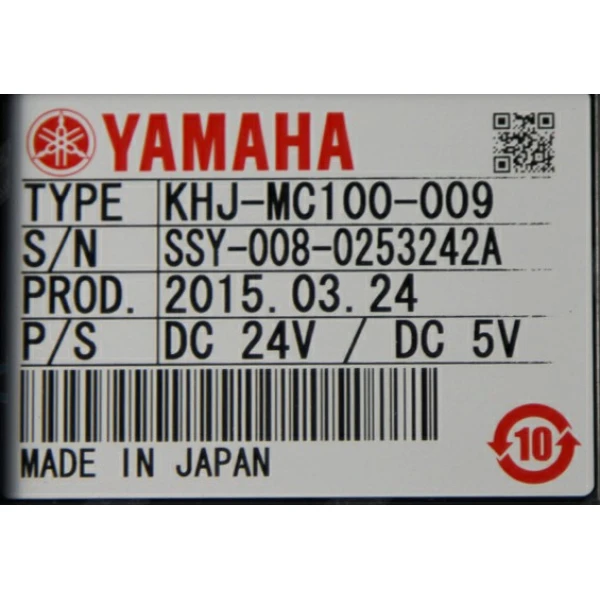 YAMAHA
TYPE KHJ-MC100-009
S/N SSY-008-0253242A
PROD. 2015.03.24
P/S DC 24V / DC 5V
MADE IN JAPAN
10